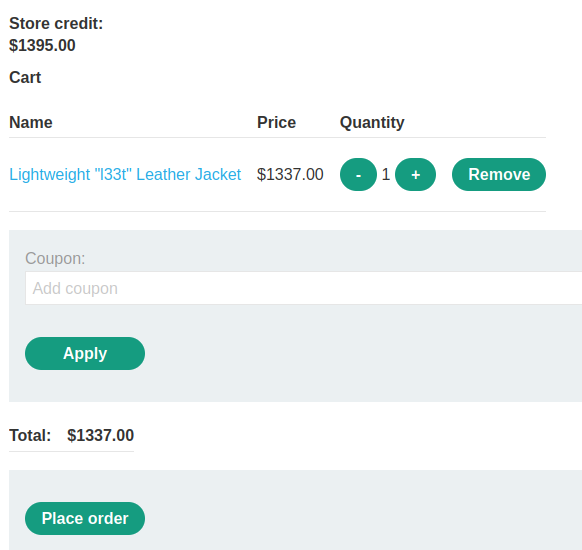 Store credit:
$1395.00
Cart
Name Price Quantity
Lightweight "l33t" Leather Jacket $1337.00 - 1 + Remove
Coupon:
Add coupon
Apply
Total: $1337.00
Place order